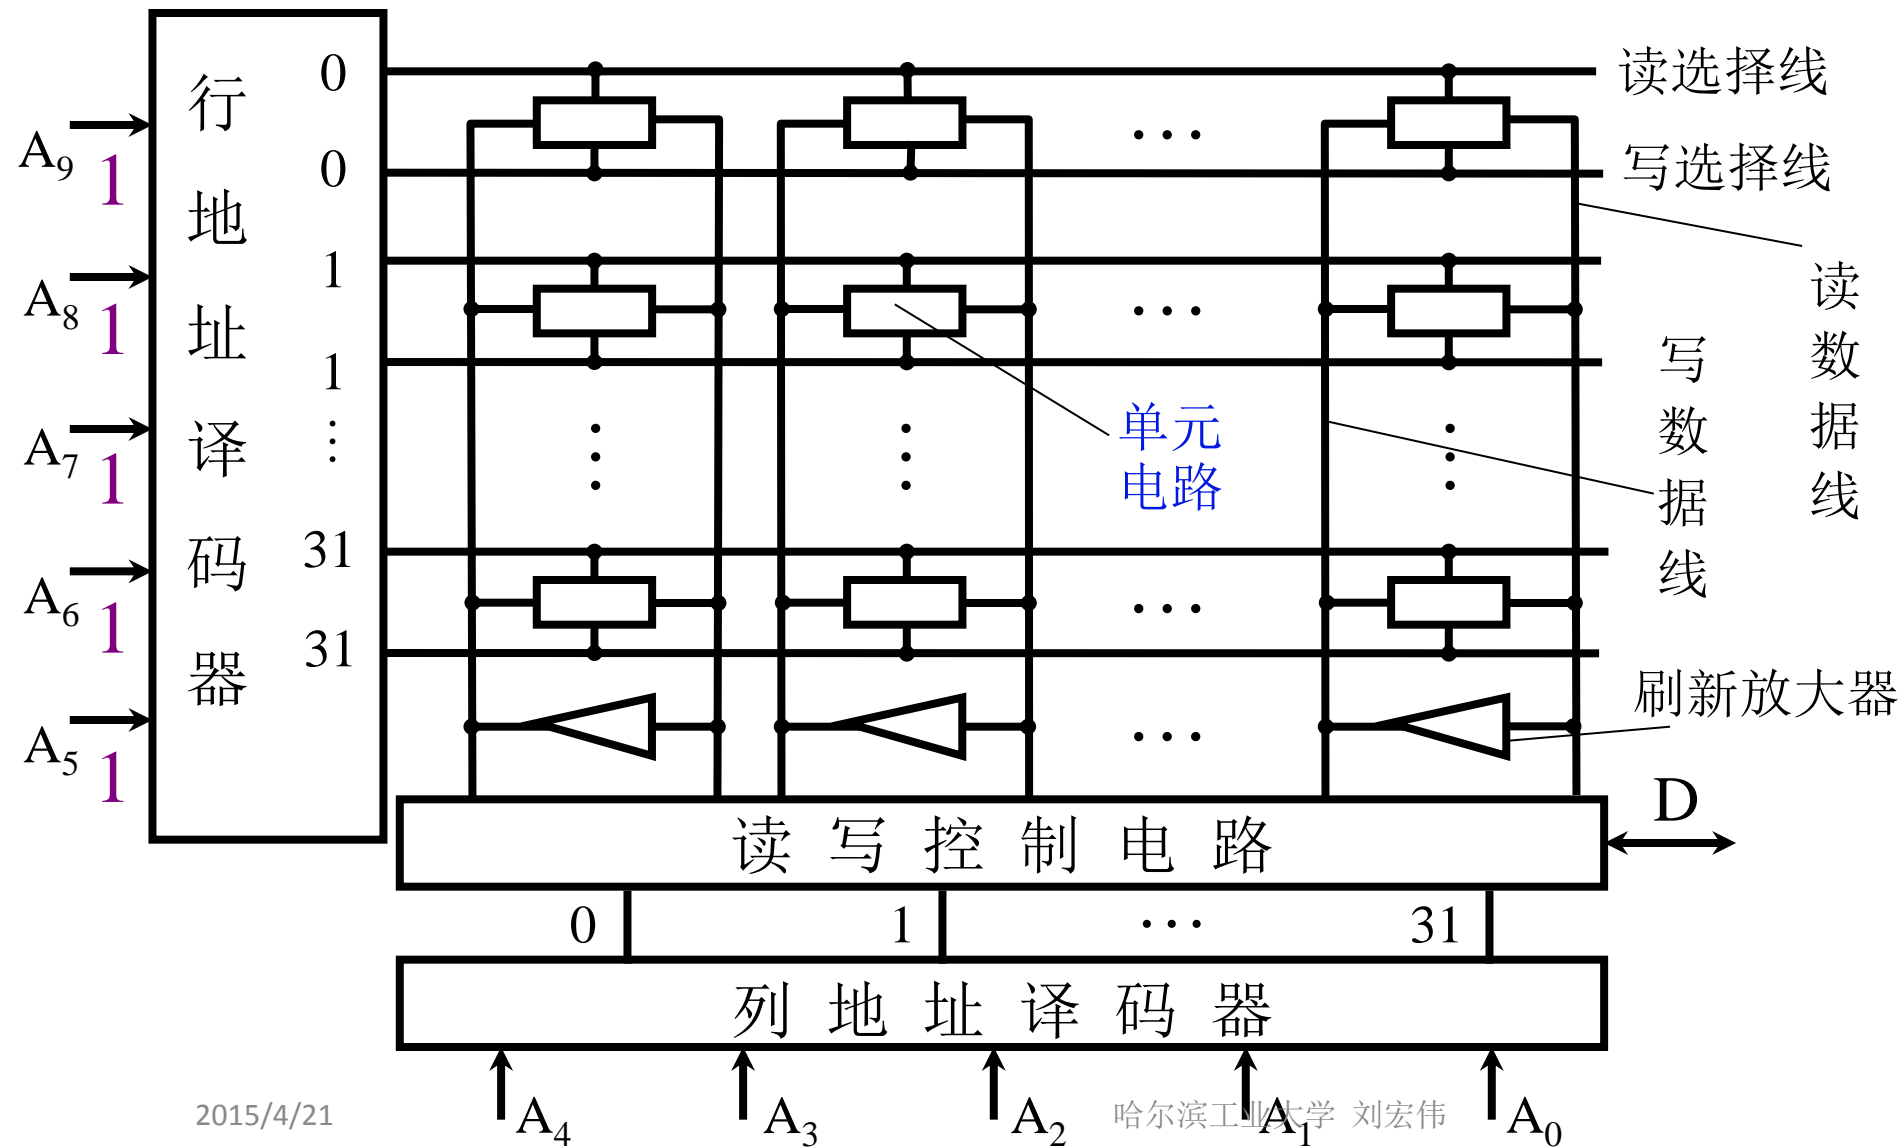 行地址译码器
0
0
1
1
⋮
31
31
A9
1
A8
1
A7
1
A6
1
A5
1
读选择线
写选择线
读数据线
写数据线
单元
电路
刷新放大器
D
读写控制电路
0 1 … 31
列地址译码器
A4 A3 A2 A1 A0
2015/4/21
哈尔滨工业大学 刘宏伟